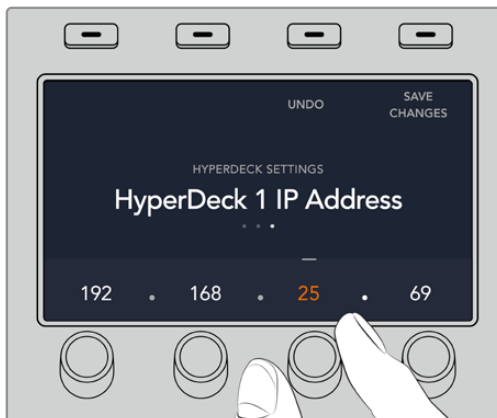 UNDO
SAVE
CHANGES
HYPERDECK SETTINGS
HyperDeck 1 IP Address
192 . 168 . 25 . 69